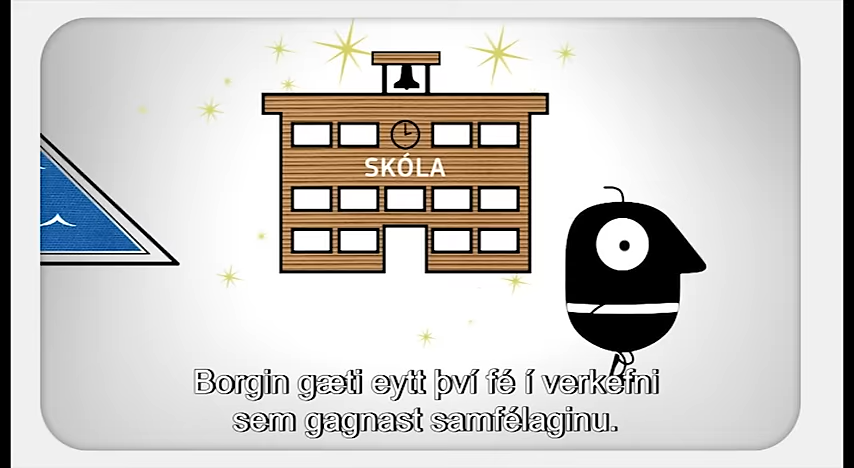 SKÓLA
Borgin gæti eytt því fé í verkefni
sem gagnast samfélaginu.